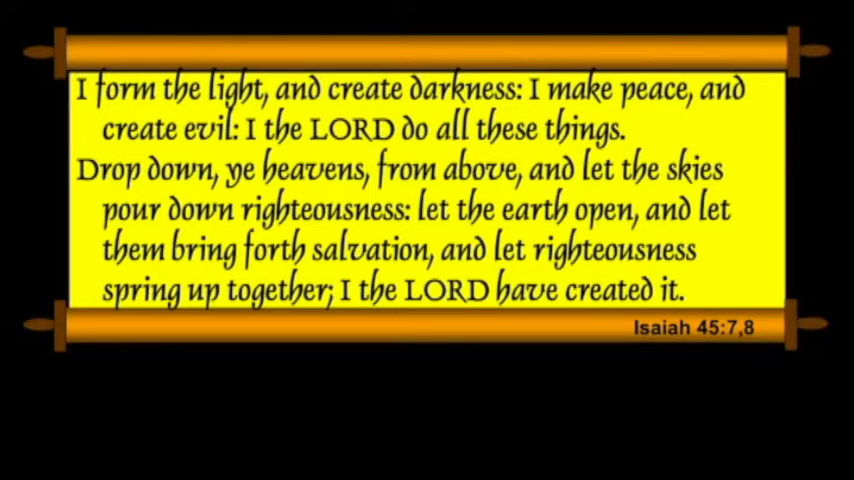 I form the light, and create darkness: I make peace, and
create evil: I the LORD do all these things.
Drop down, ye heavens, from above, and let the skies
pour down righteousness: let the earth open, and let
them bring forth salvation, and let righteousness
spring up together; I the LORD have created it.
Isaiah 45:7,8